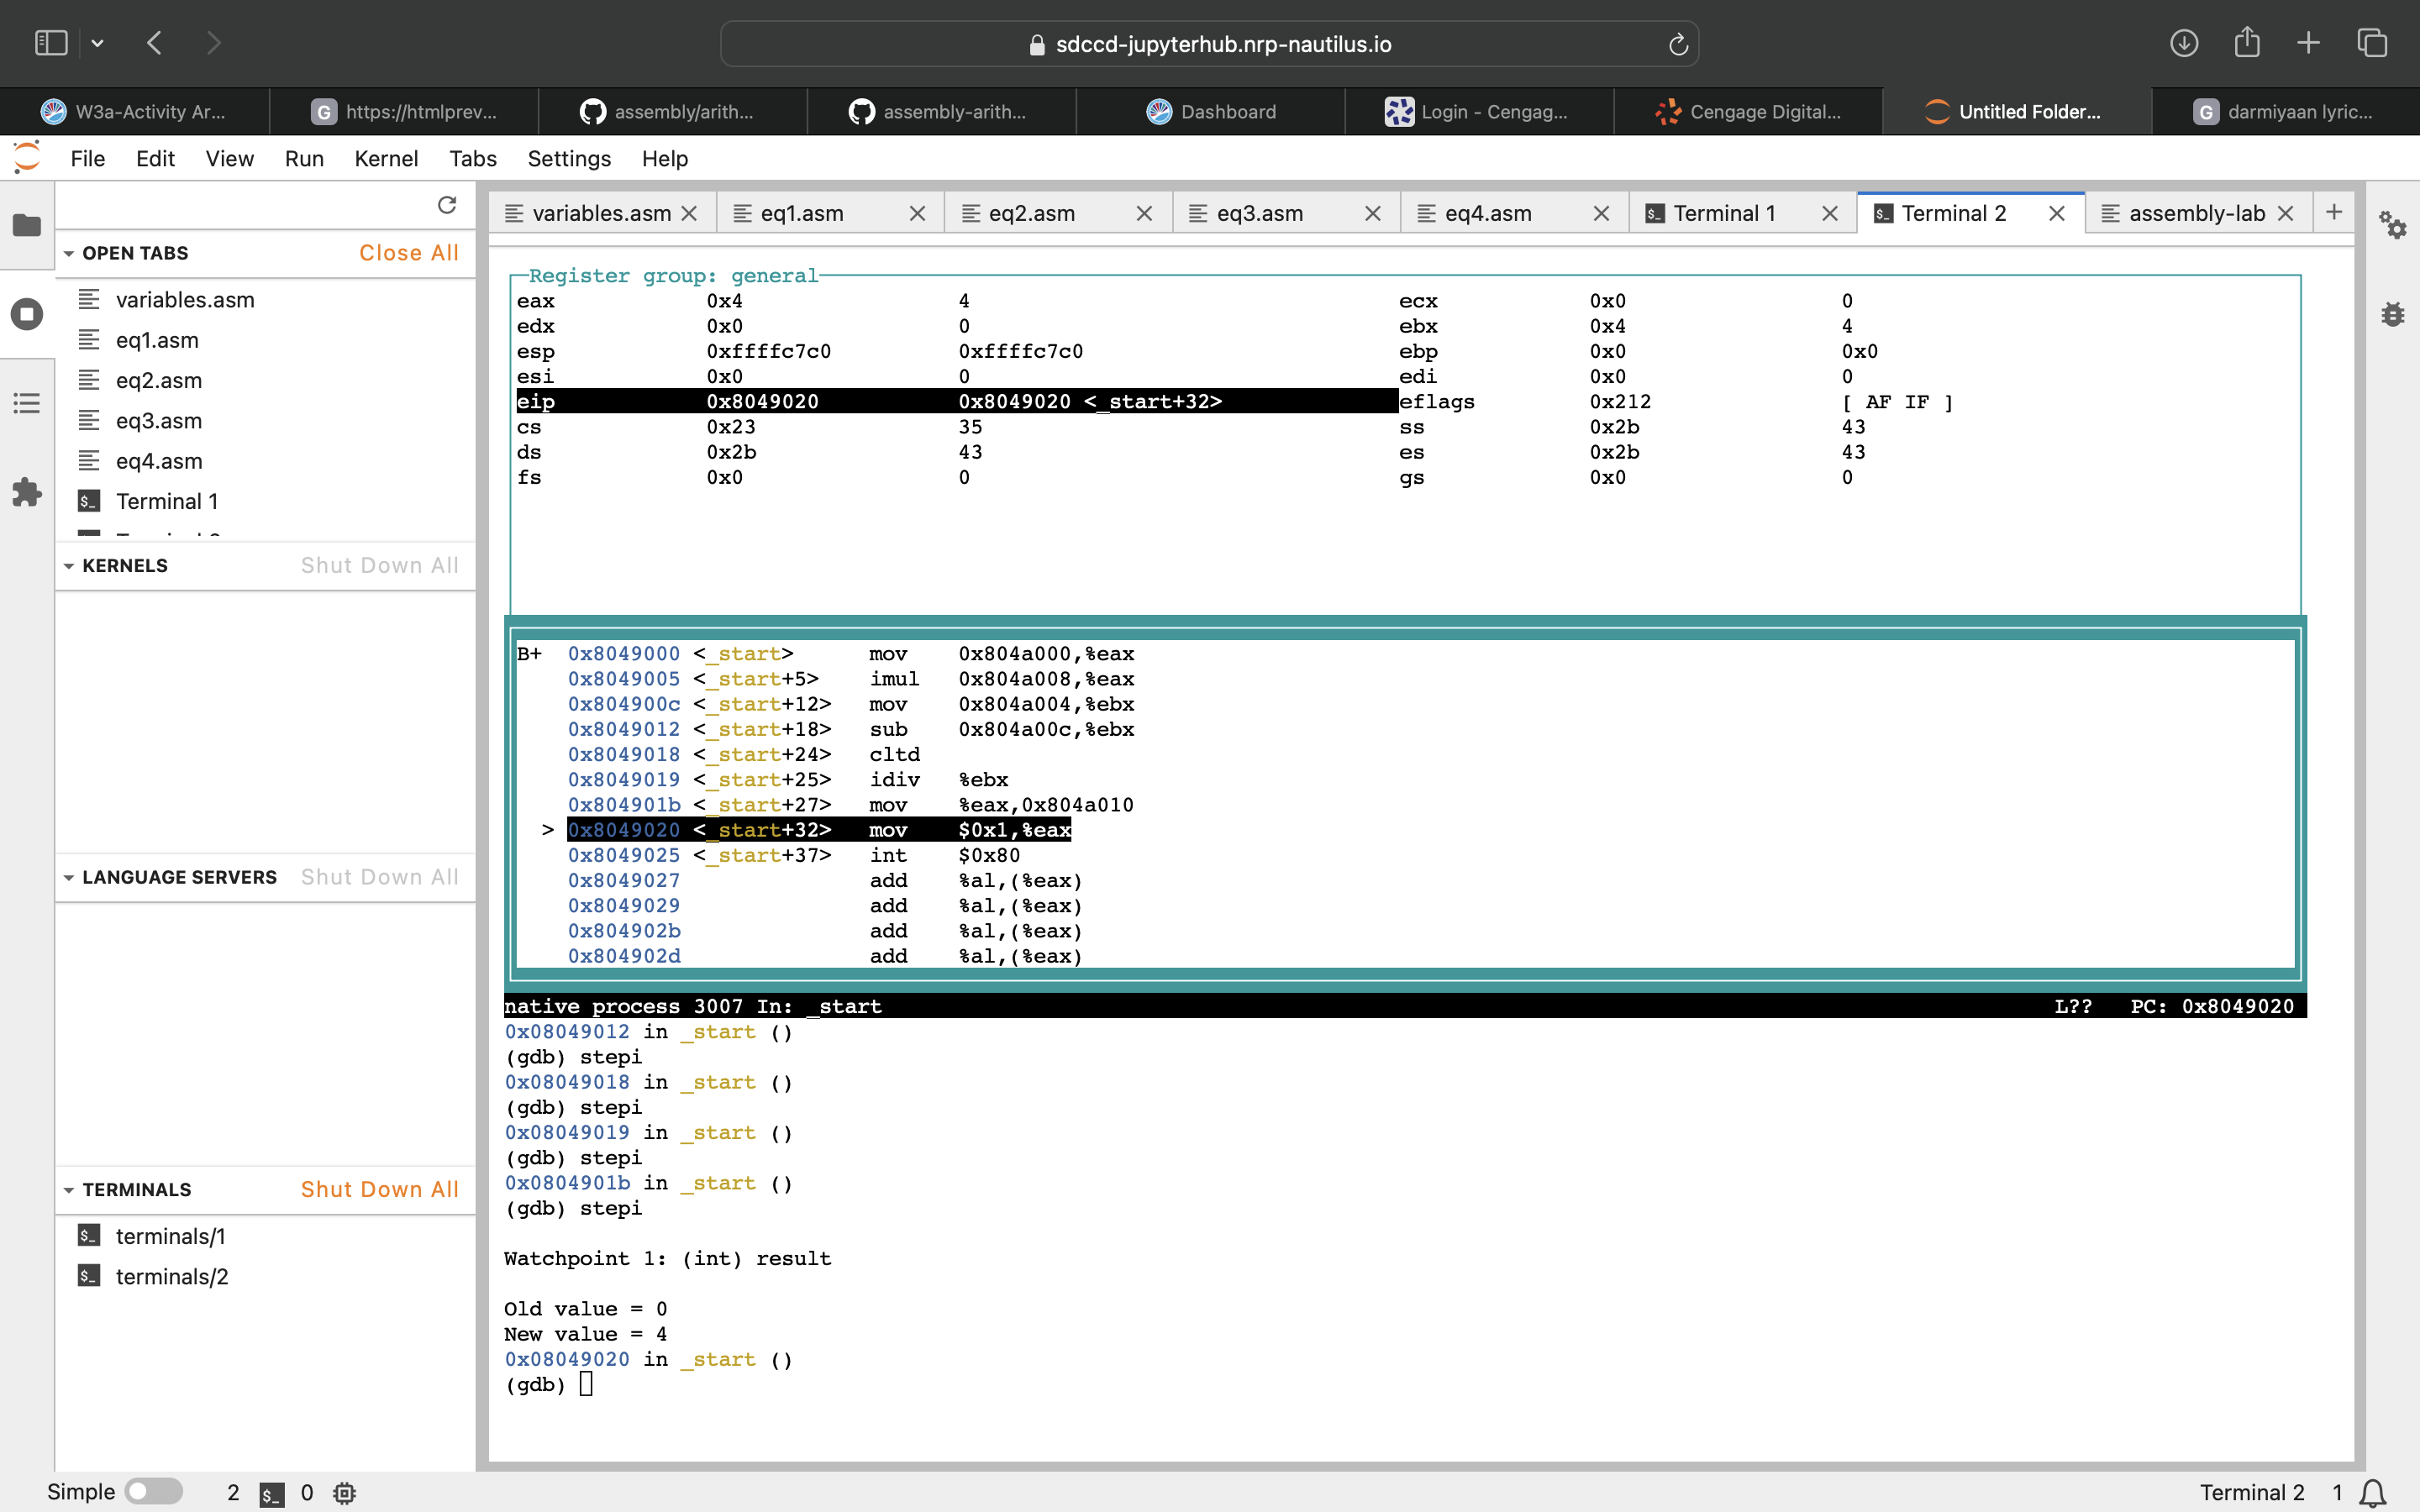 sdccd-jupyterhub.nrp-nautilus.io
W3a-Activity Ar...
G https://htmlprev...
assembly/arith...
assembly-arith...
Dashboard
Login - Cengag...
Cengage Digital...
Untitled Folder...
G darmiyaan lyric...
File Edit View Run Kernel Tabs Settings Help
OPEN TABS Close All
variables.asm
eq1.asm
eq2.asm
eq3.asm
eq4.asm
Terminal 1
KERNELS Shut Down All
LANGUAGE SERVERS Shut Down All
TERMINALS Shut Down All
terminals/1
terminals/2
variables.asm eq1.asm eq2.asm eq3.asm eq4.asm Terminal 1 Terminal 2 assembly-lab
Register group: general
eax 0x4 4 ecx 0x0 0
edx 0x0 0 ebx 0x4 4
esp 0xffffc7c0 0xffffc7c0 ebp 0x0 0x0
esi 0x0 0 edi 0x0 0
eip 0x8049020 0x8049020 <_start+32> eflags 0x212 [ AF IF ]
cs 0x23 35 ss 0x2b 43
ds 0x2b 43 es 0x2b 43
fs 0x0 0 gs 0x0 0
B+ 0x8049000 <_start> mov 0x804a000,%eax
0x8049005 <_start+5> imul 0x804a008,%eax
0x804900c <_start+12> mov 0x804a004,%ebx
0x8049012 <_start+18> sub 0x804a00c,%ebx
0x8049018 <_start+24> cltd
0x8049019 <_start+25> idiv %ebx
0x804901b <_start+27> mov %eax,0x804a010
> 0x8049020 <_start+32> mov $0x1,%eax
0x8049025 <_start+37> int $0x80
0x8049027 add %al,(%eax)
0x8049029 add %al,(%eax)
0x804902b add %al,(%eax)
0x804902d add %al,(%eax)
native process 3007 In: _start L?? PC: 0x8049020
0x08049012 in _start ()
(gdb) stepi
0x08049018 in _start ()
(gdb) stepi
0x08049019 in _start ()
(gdb) stepi
0x0804901b in _start ()
(gdb) stepi
Watchpoint 1: (int) result
Old value = 0
New value = 4
0x08049020 in _start ()
(gdb)
Simple 2 $_ 0 Terminal 2 1